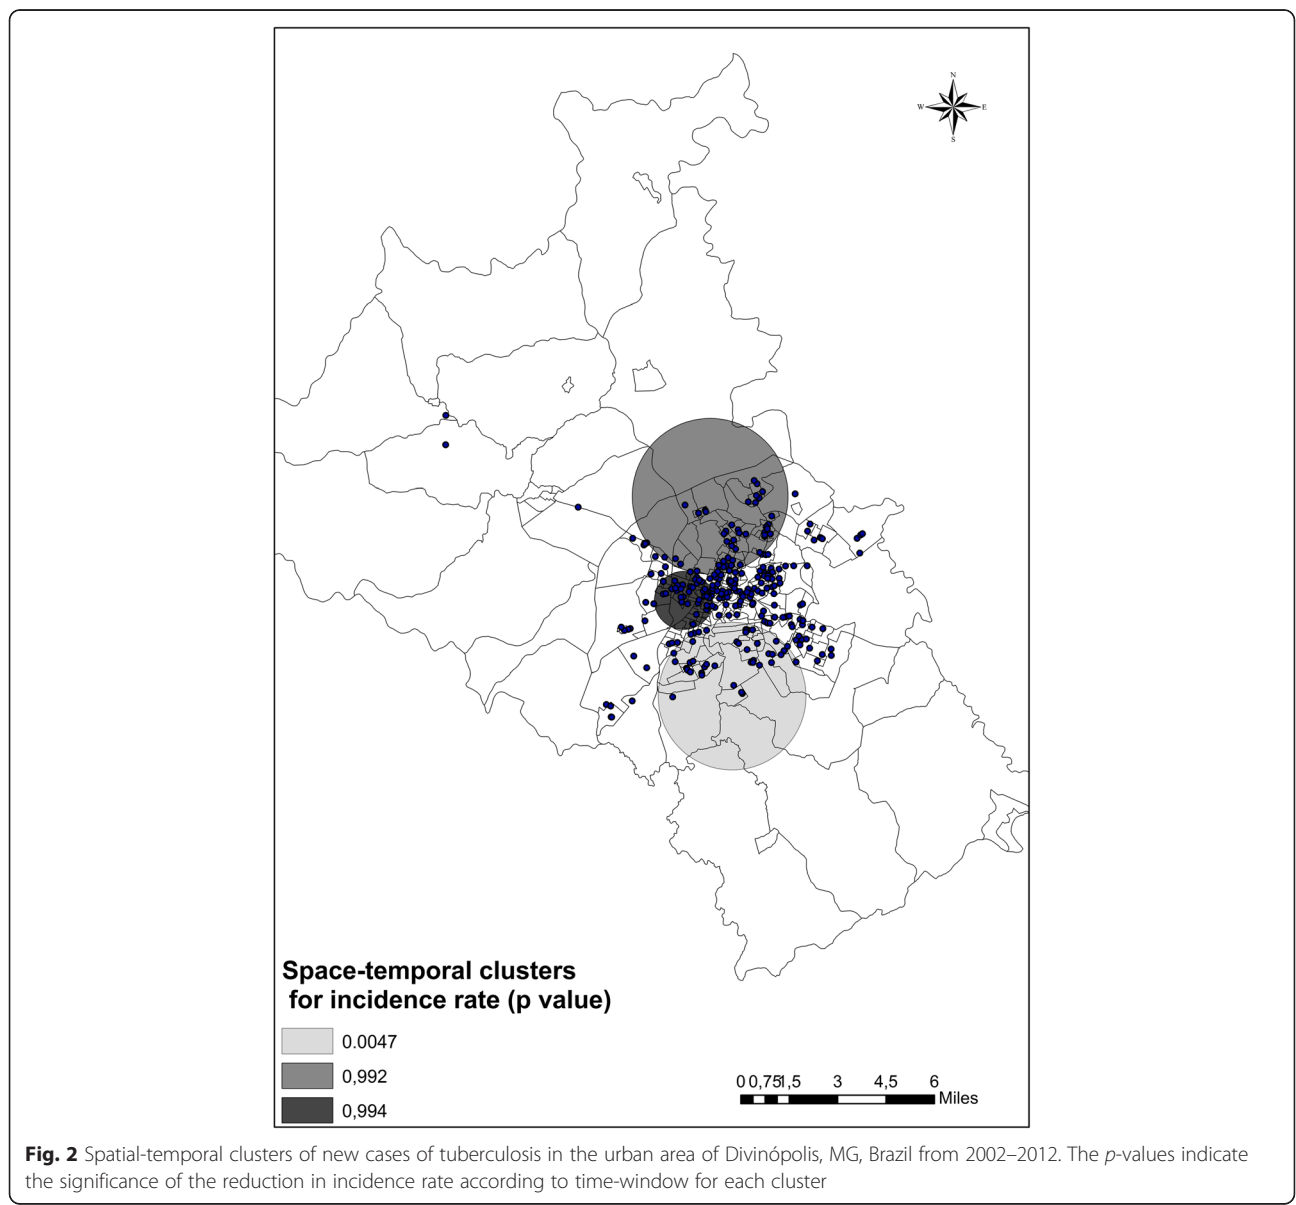 N
W E
S
Space-temporal clusters
for incidence rate (p value)
0.0047
0,992
0,994
0 0,75 1,5 3 4,5 6
Miles
Fig. 2 Spatial-temporal clusters of new cases of tuberculosis in the urban area of Divinópolis, MG, Brazil from 2002–2012. The p-values indicate
the significance of the reduction in incidence rate according to time-window for each cluster